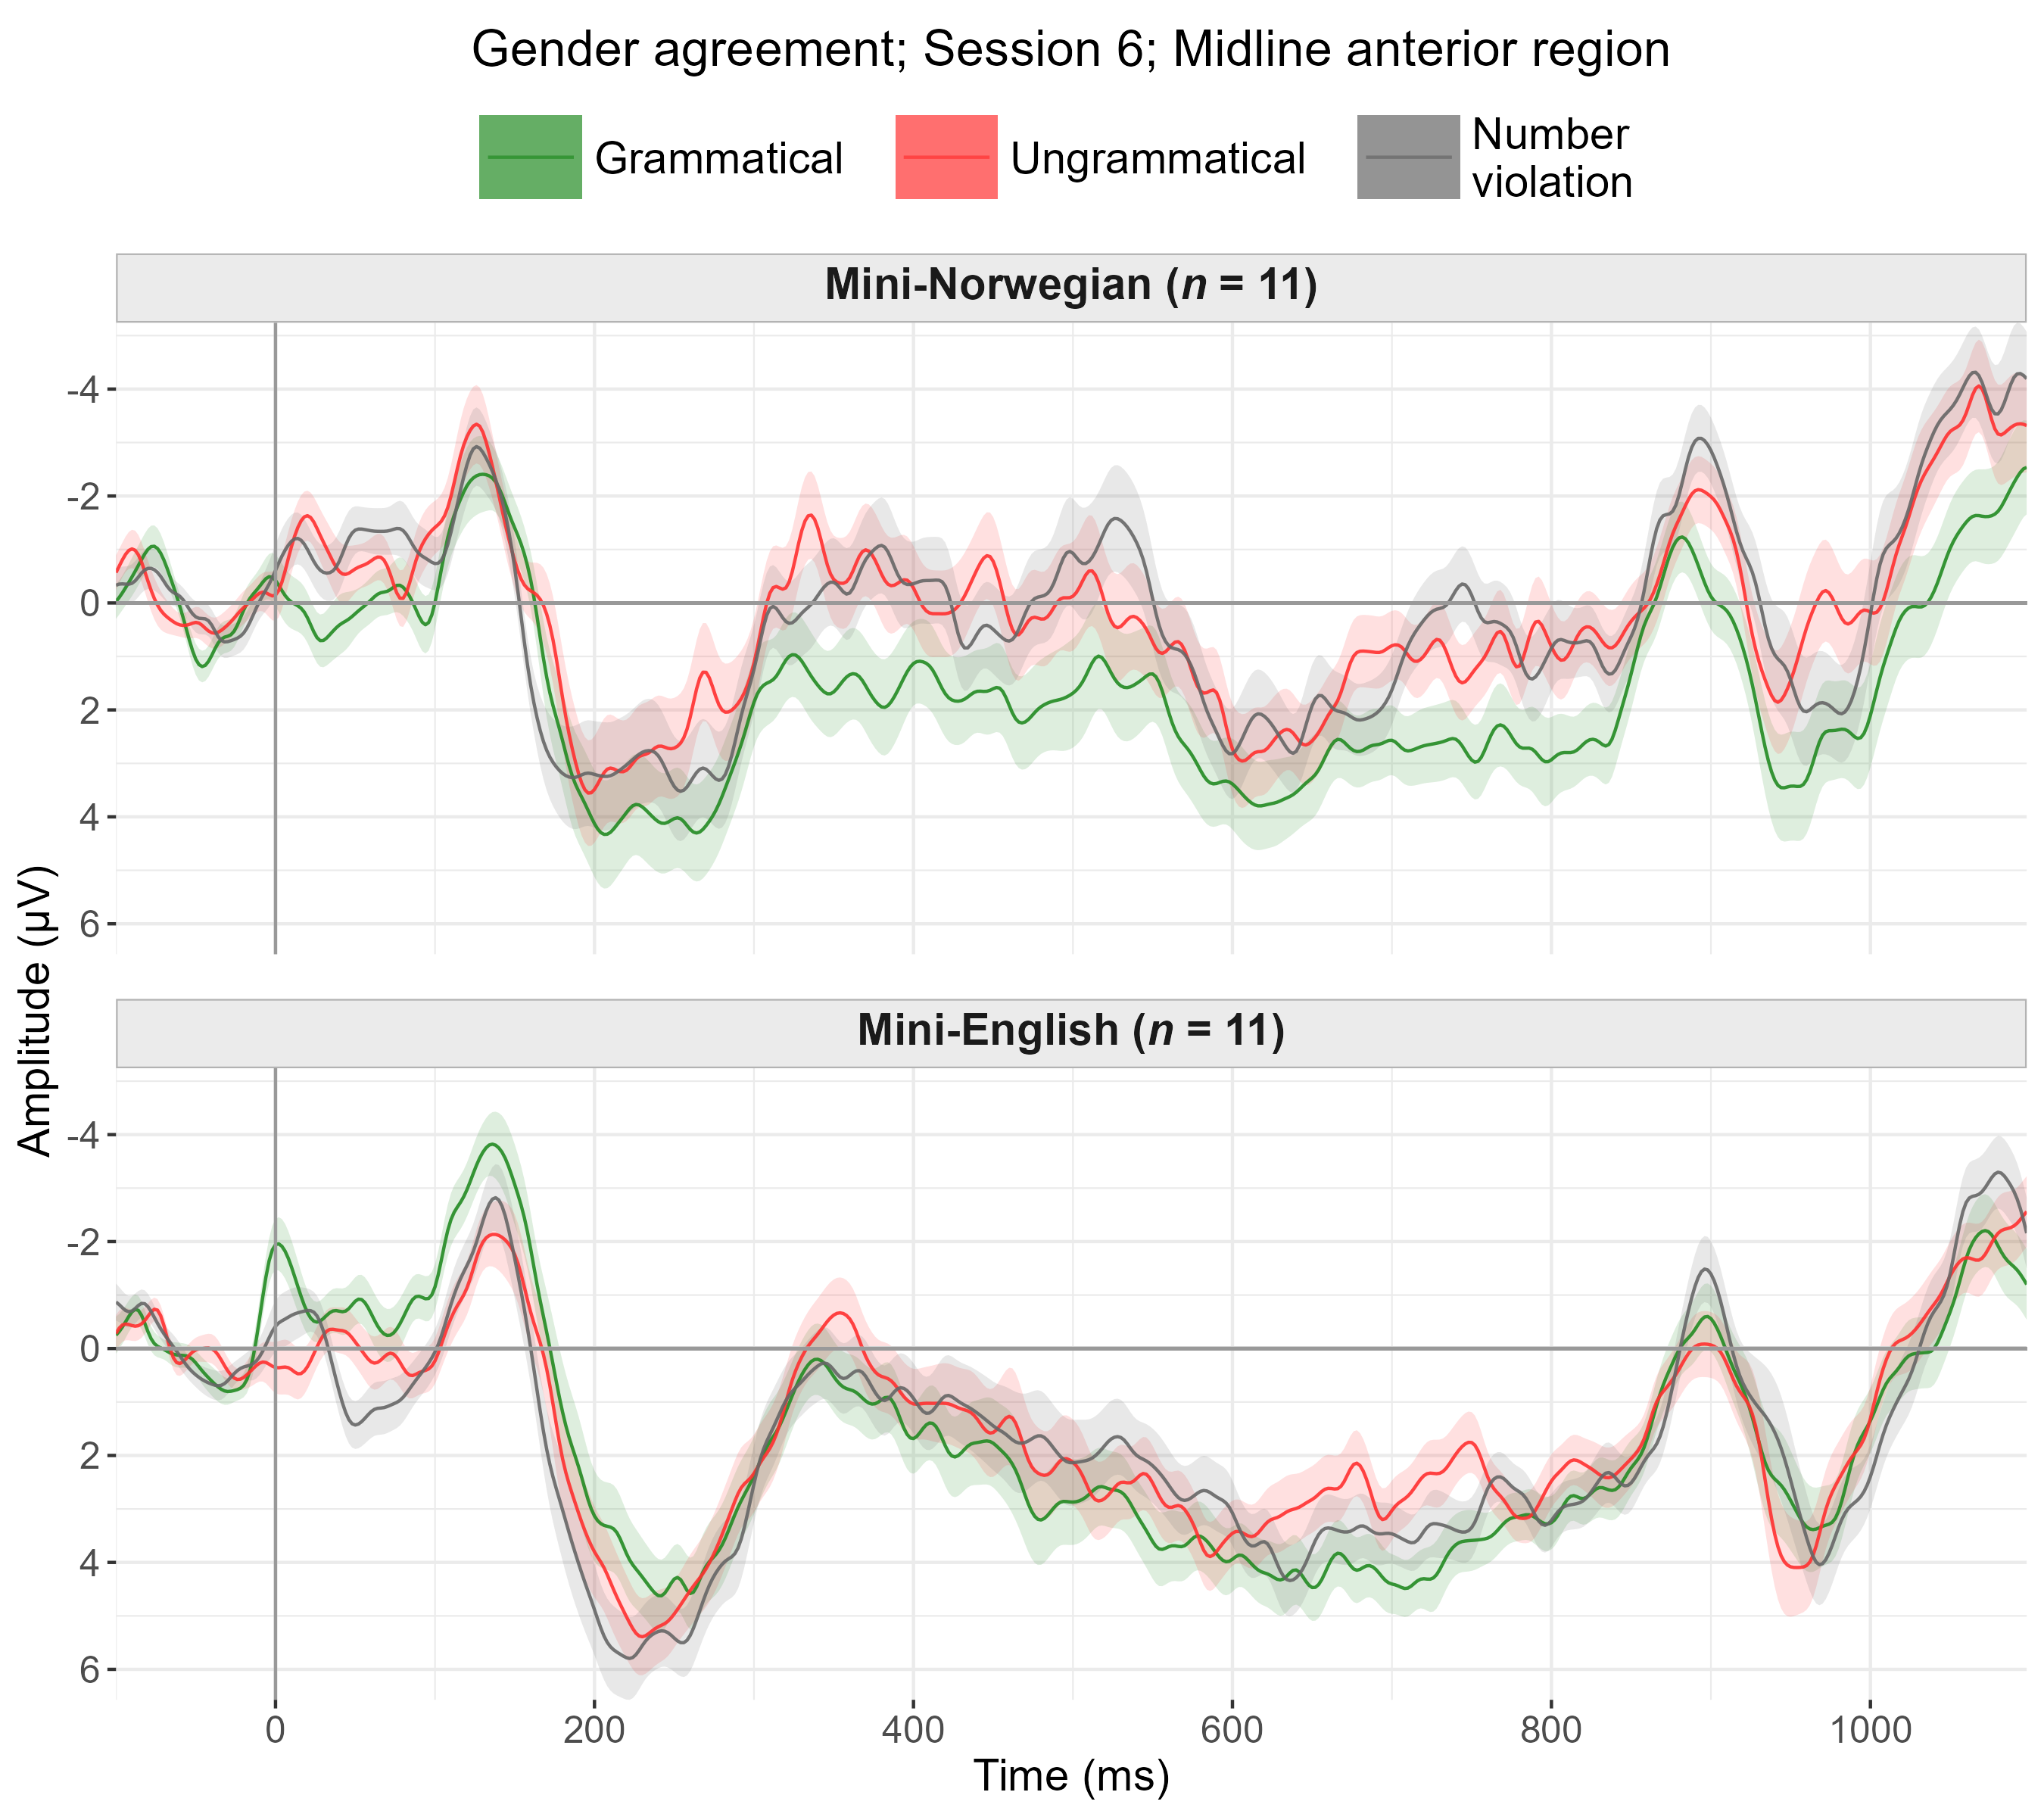 Gender agreement; Session 6; Midline anterior region
Grammatical
Ungrammatical
Number
violation
Mini-Norwegian (n = 11)
-4
-2
0
2
4
6
Amplitude (µV)
Mini-English (n = 11)
-4
-2
0
2
4
6
0 200 400 600 800 1000
Time (ms)